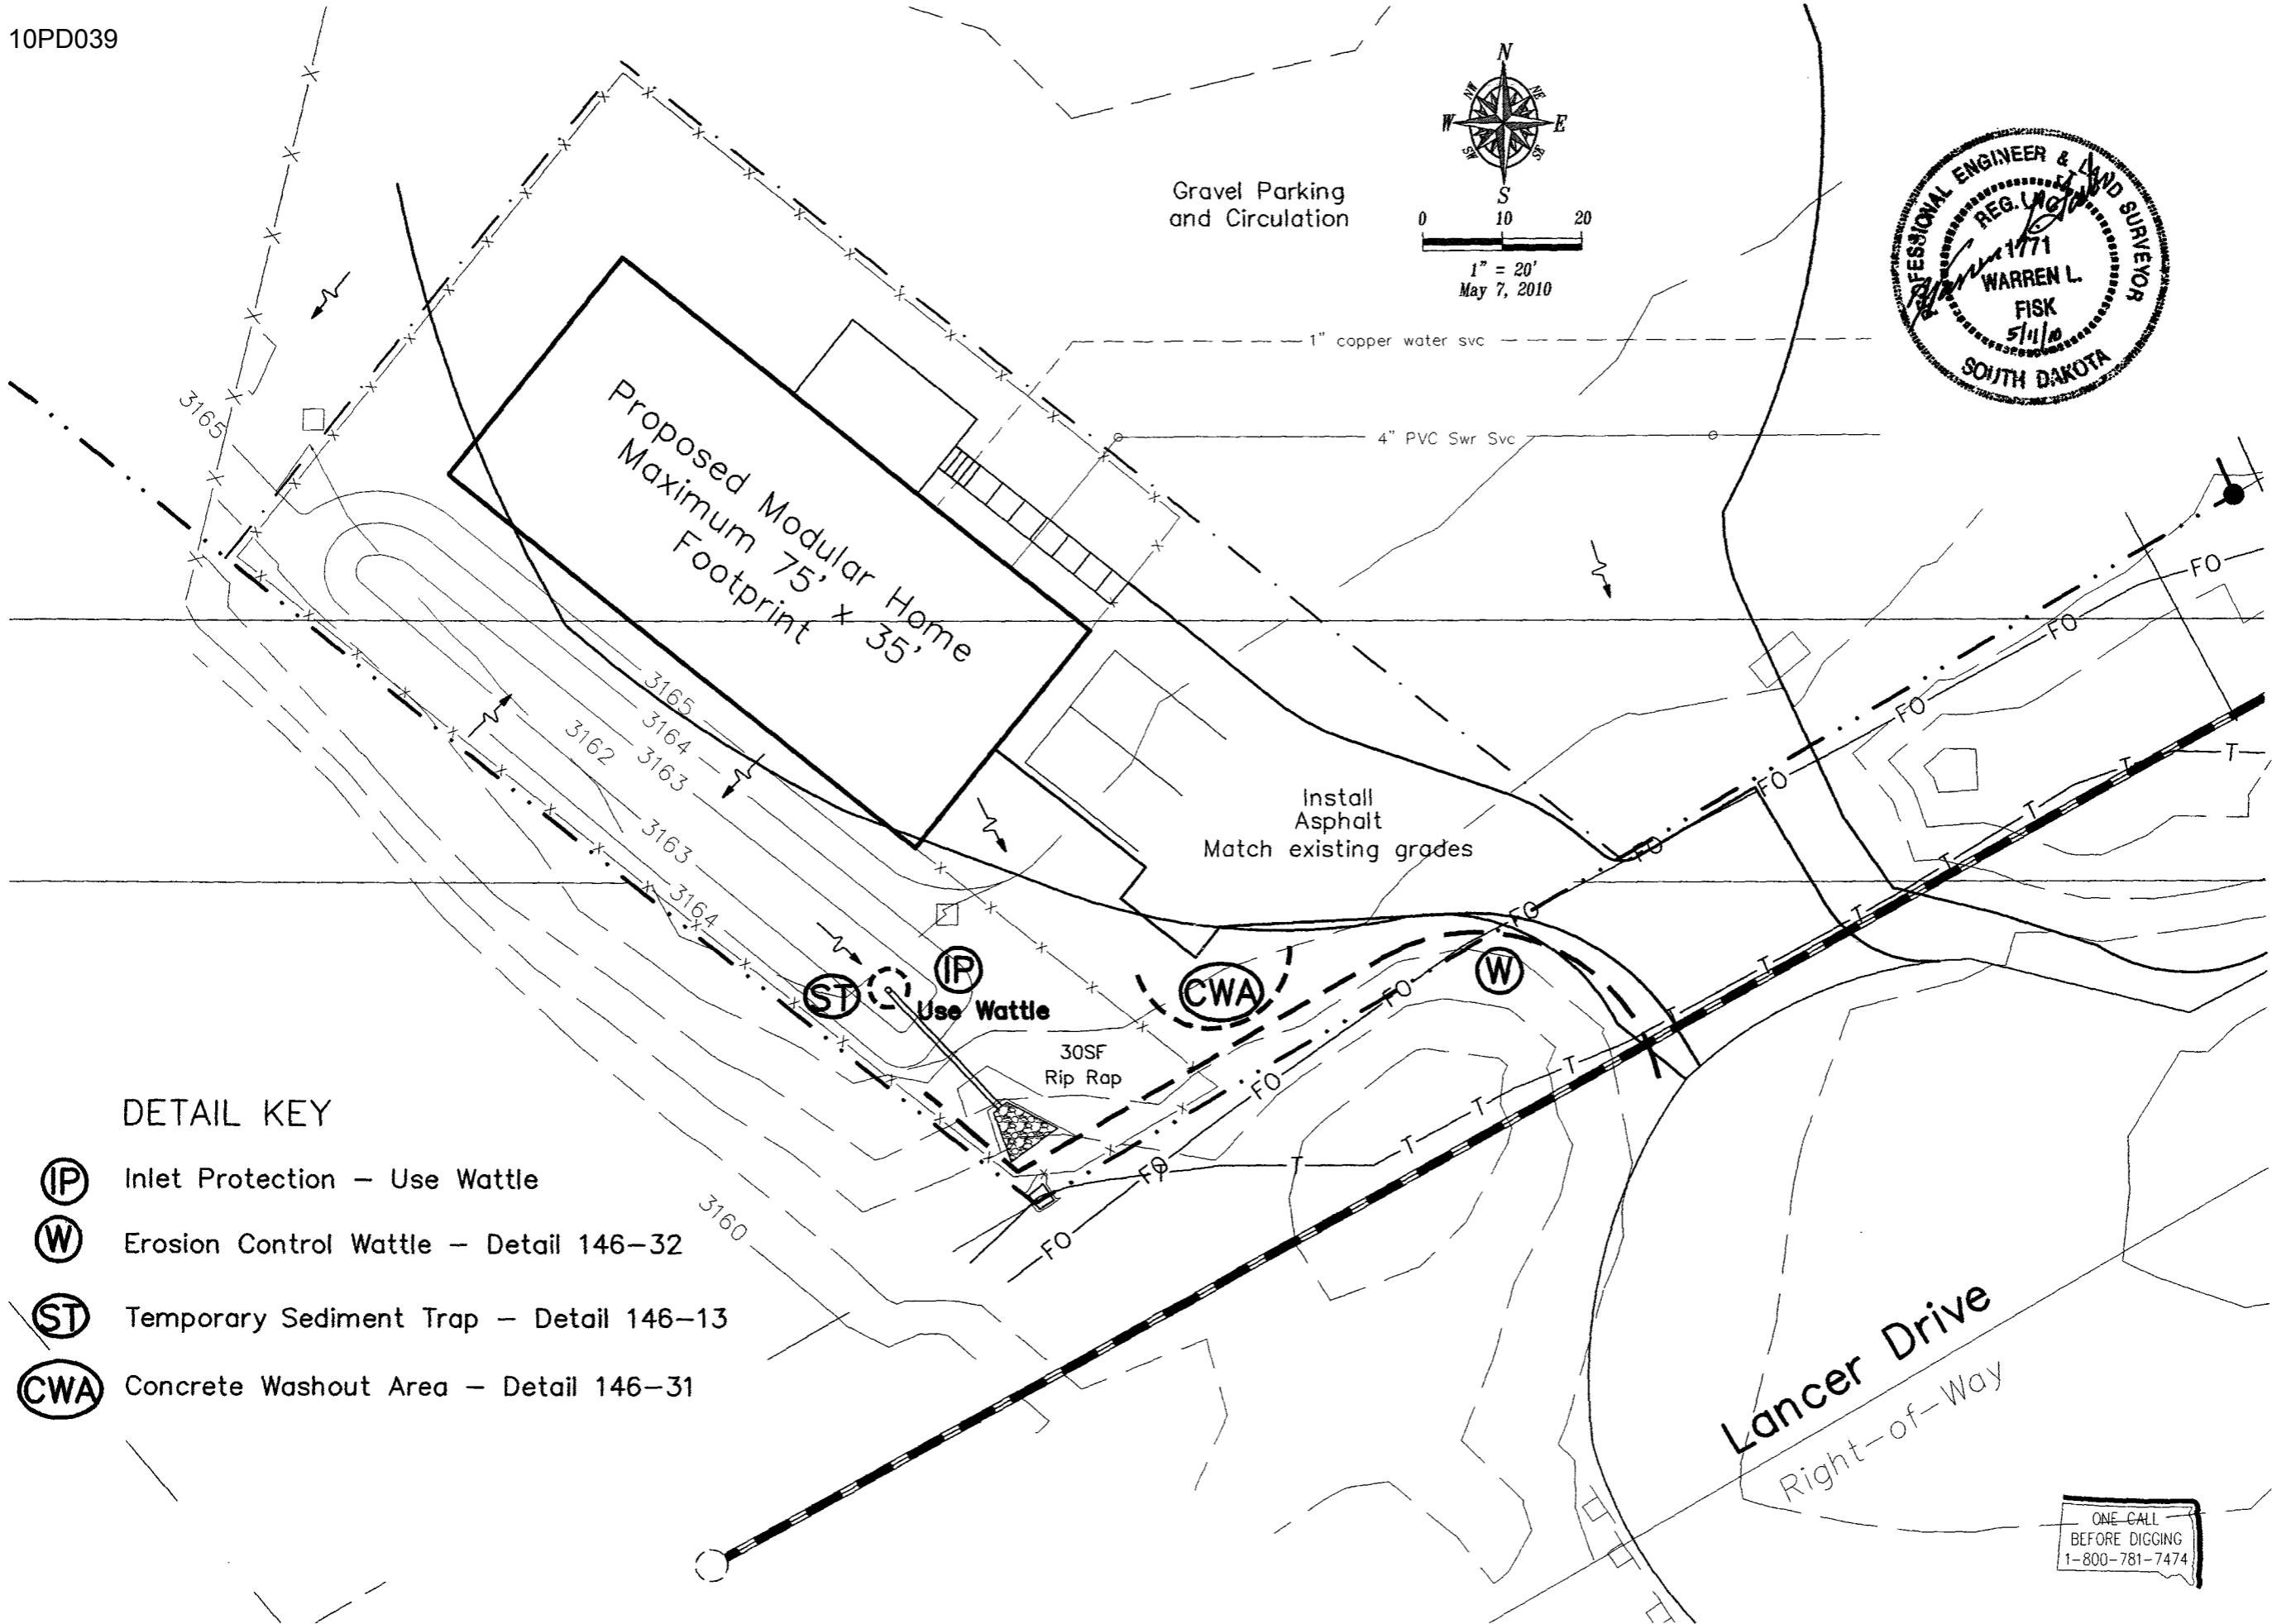 10PD039
N
NW
NE
W
E
SW
SE
S
0 10 20
1" = 20'
May 7, 2010
Gravel Parking
and Circulation
PROFESSIONAL ENGINEER & LAND SURVEYOR
REG. NO.
1771
WARREN L.
FISK
5/11/10
SOUTH DAKOTA
1" copper water svc
4" PVC Swr Svc
3165
Proposed Modular Home
Maximum 75' x 35'
Footprint
3165
3164
3162
3163
3163
3164
Install
Asphalt
Match existing grades
FO
FO
FO
FO
FO
FO
FO
FO
FO
FO
T
T
T
T
T
T
T
T
T
T
T
T
T
IP
ST
Use Wattle
CWA
W
30SF
Rip Rap
3160
DETAIL KEY
IP Inlet Protection – Use Wattle
W Erosion Control Wattle – Detail 146–32
ST Temporary Sediment Trap – Detail 146–13
CWA Concrete Washout Area – Detail 146–31
Lancer Drive
Right–of–Way
ONE CALL
BEFORE DIGGING
1–800–781–7474